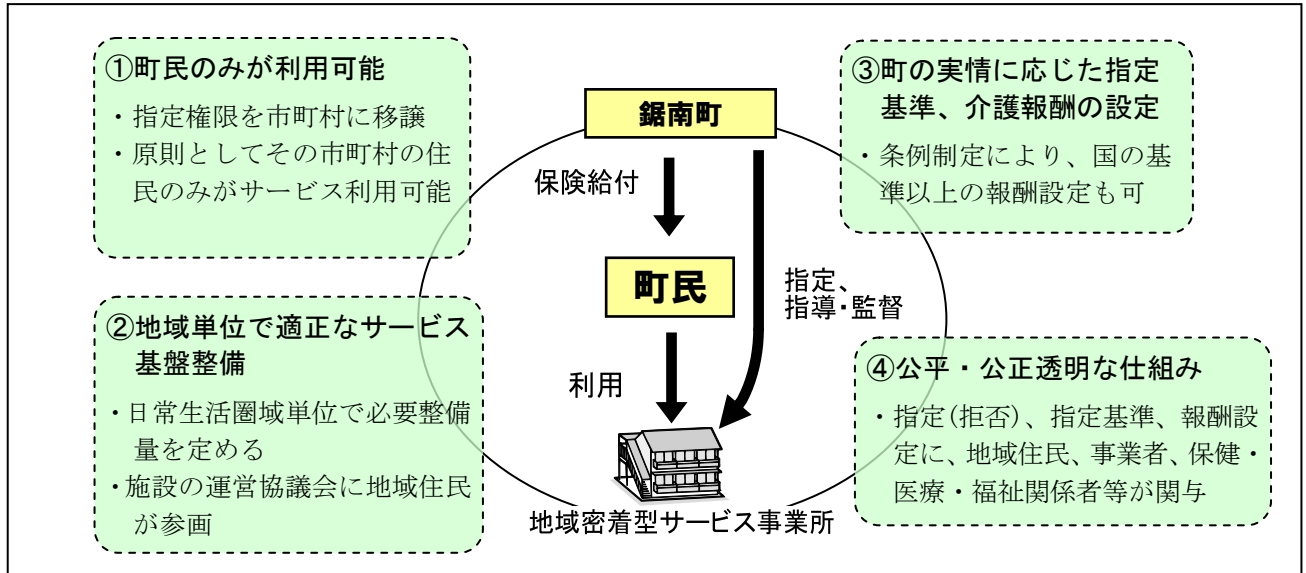 ①町民のみが利用可能
・指定権限を市町村に移譲
・原則としてその市町村の住
民のみがサービス利用可能
②地域単位で適正なサービス
基盤整備
・日常生活圏域単位で必要整備
量を定める
・施設の運営協議会に地域住民
が参画
鋸南町
保険給付
町民
指定、
指導・監督
利用
地域密着型サービス事業所
③町の実情に応じた指定
基準、介護報酬の設定
・条例制定により、国の基
準以上の報酬設定も可
④公平・公正透明な仕組み
・指定(拒否)、指定基準、報酬設
定に、地域住民、事業者、保健・
医療・福祉関係者等が関与